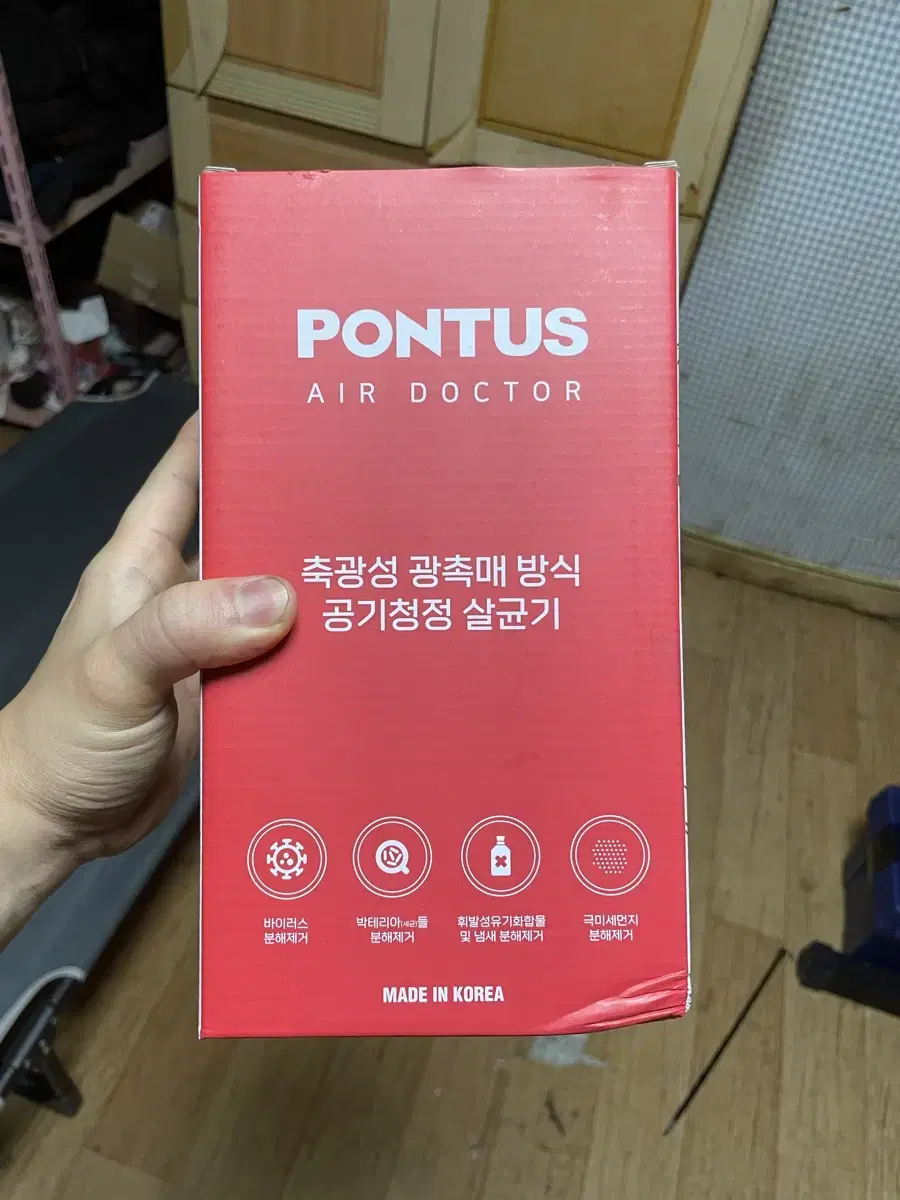 PONTUS
AIR DOCTOR
축광성 광촉매 방식
공기청정 살균기
바이러스
분해제거
박테리아(세균)들
분해제거
휘발성유기화합물
및 냄새 분해제거
극미세먼지
분해제거
MADE IN KOREA